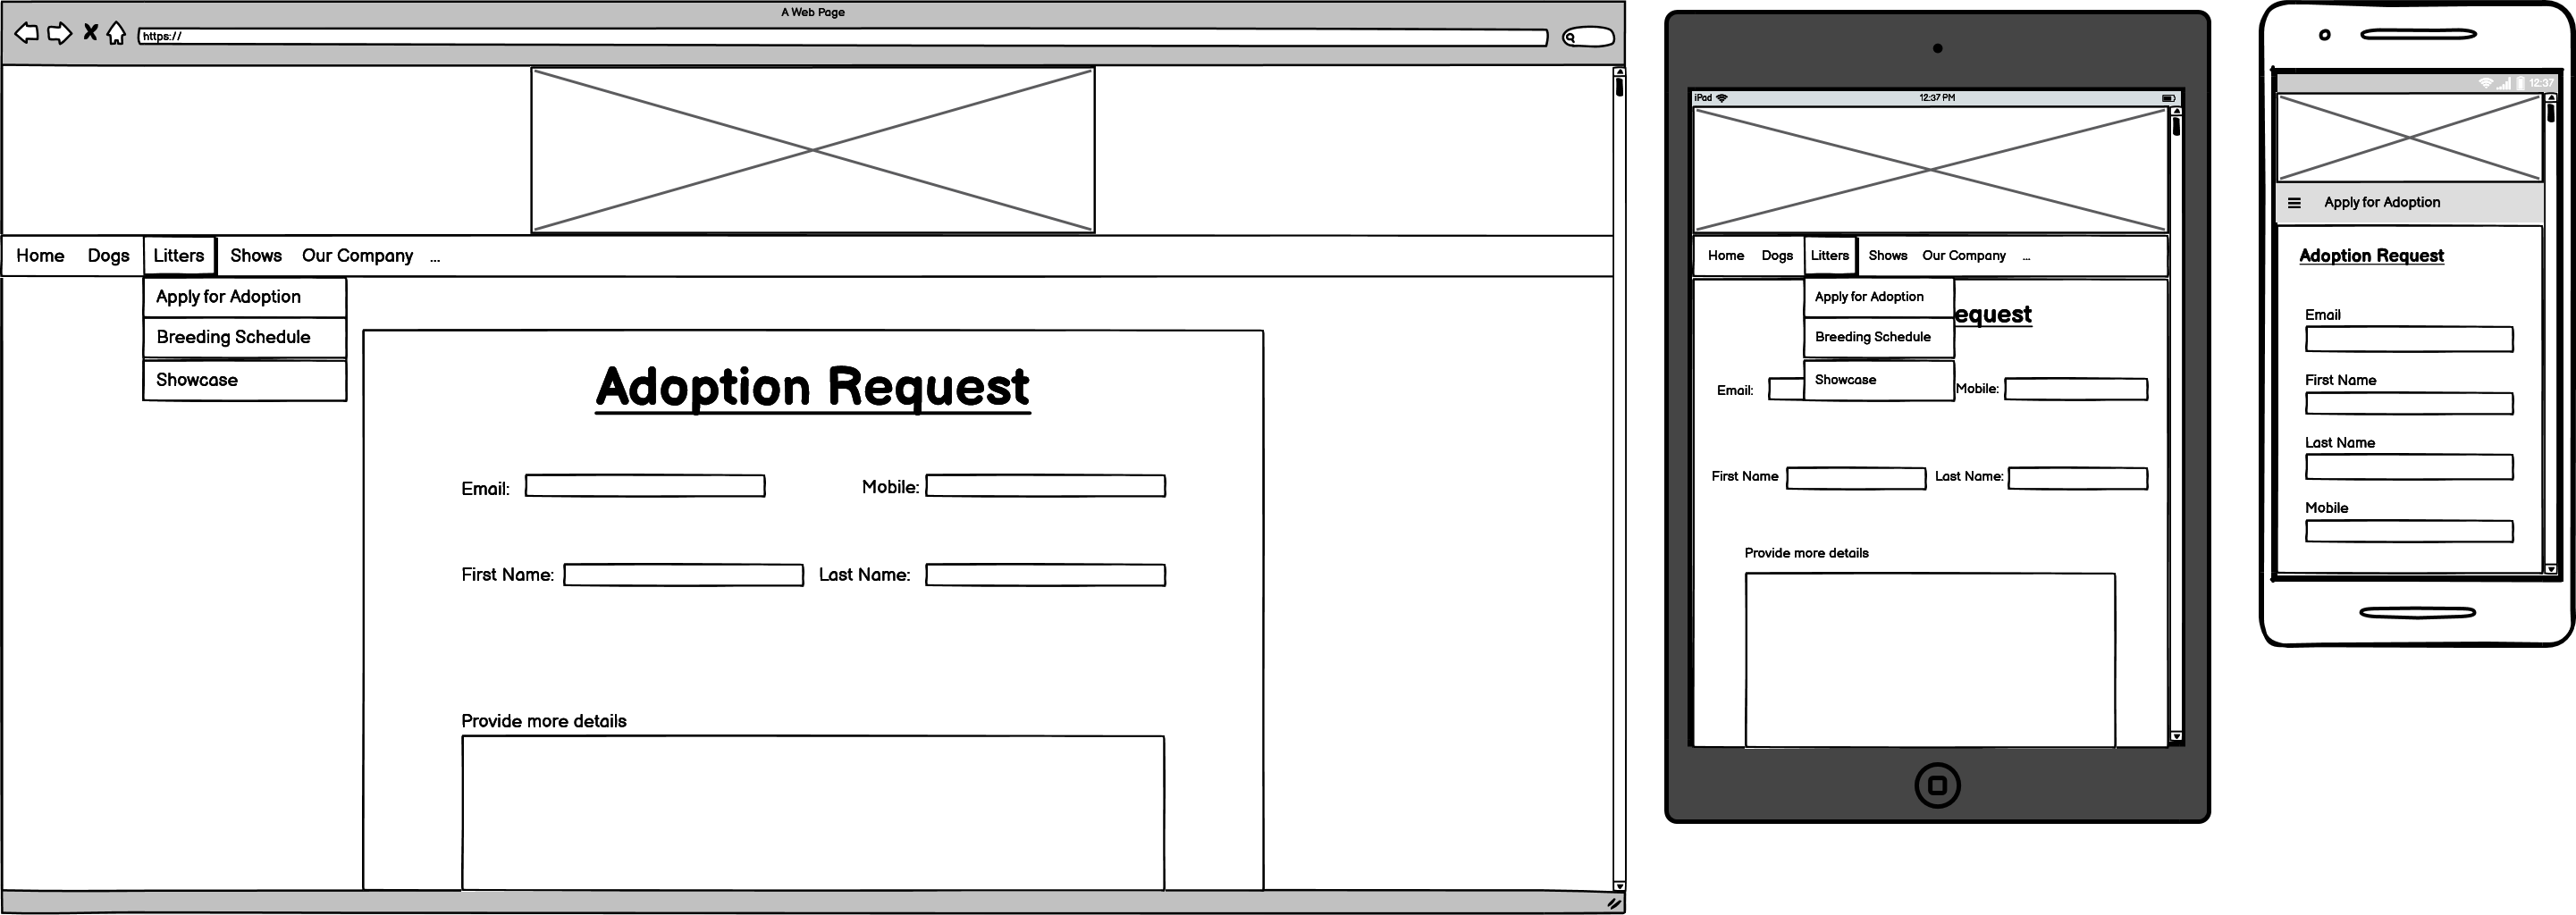 A Web Page
https://
Home Dogs Litters Shows Our Company ...
Apply for Adoption
Breeding Schedule
Showcase
Adoption Request
Email: Mobile:
First Name: Last Name:
Provide more details
iPad 12:37 PM
Home Dogs Litters Shows Our Company ...
Apply for Adoption
equest
Breeding Schedule
Showcase
Email: Mobile:
First Name Last Name:
Provide more details
12:37
Apply for Adoption
Adoption Request
Email
First Name
Last Name
Mobile